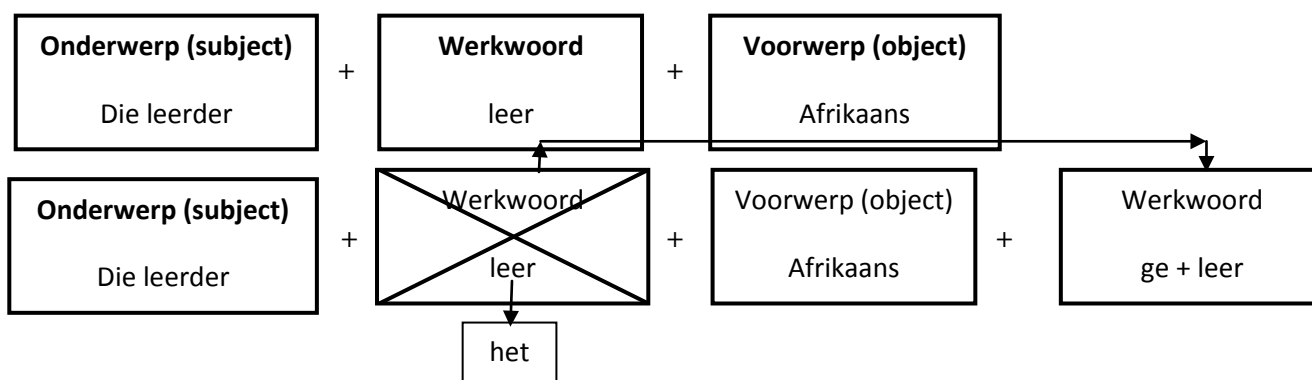 Onderwerp (subject) Werkwoord Voorwerp (object)
+ +
Die leerder leer Afrikaans
Onderwerp (subject) Werkwoord Voorwerp (object) Werkwoord
+ + +
Die leerder leer Afrikaans ge + leer
het